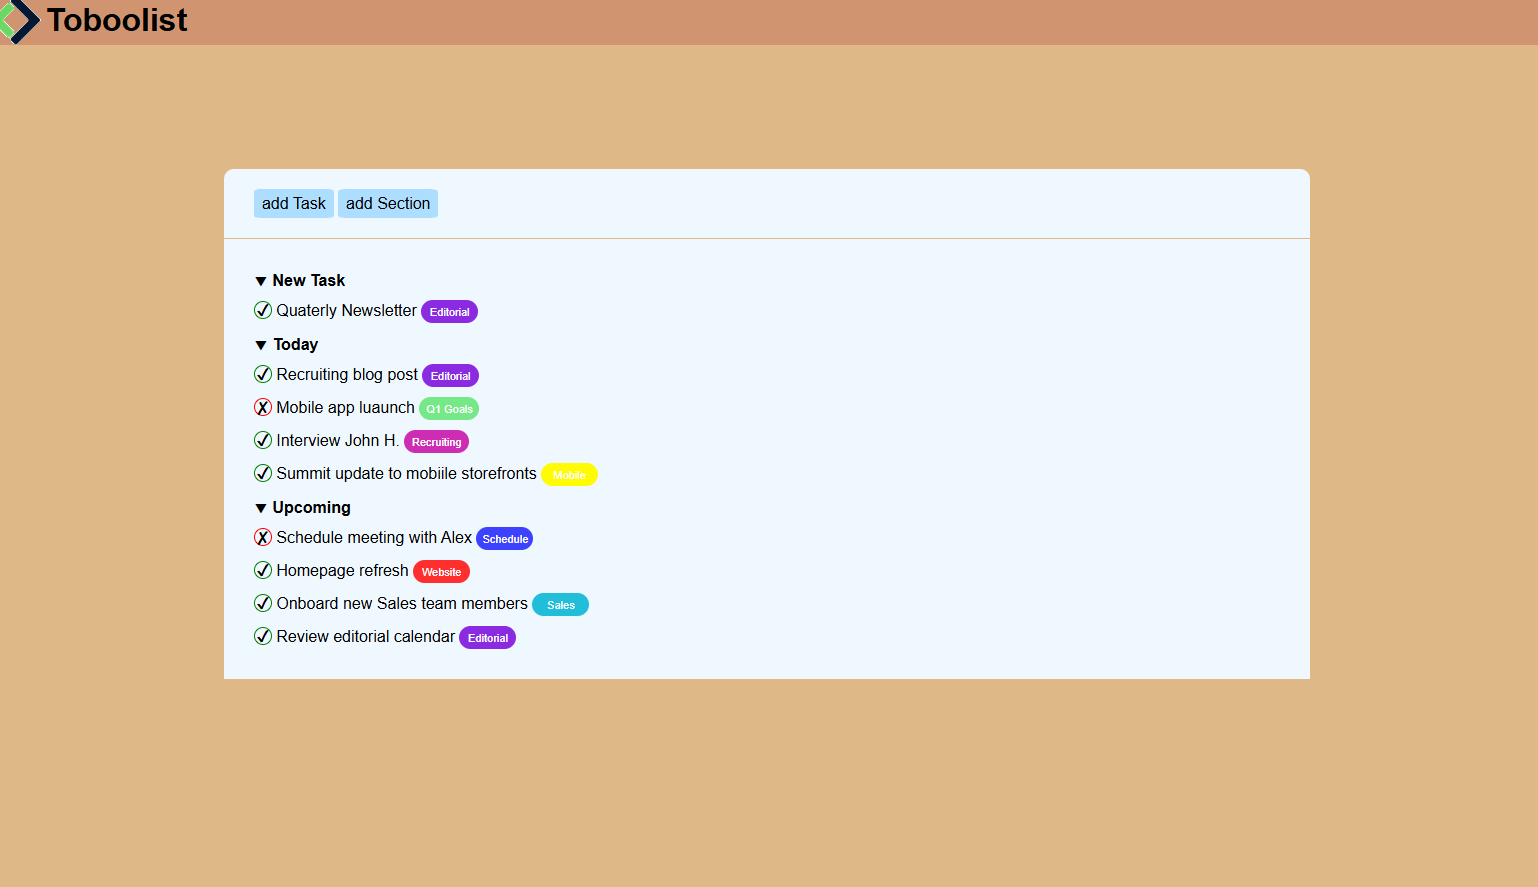 Toboolist
add Task add Section
▼ New Task
Quaterly Newsletter Editorial
▼ Today
Recruiting blog post Editorial
Mobile app luaunch Q1 Goals
Interview John H. Recruiting
Summit update to mobiile storefronts Mobile
▼ Upcoming
Schedule meeting with Alex Schedule
Homepage refresh Website
Onboard new Sales team members Sales
Review editorial calendar Editorial